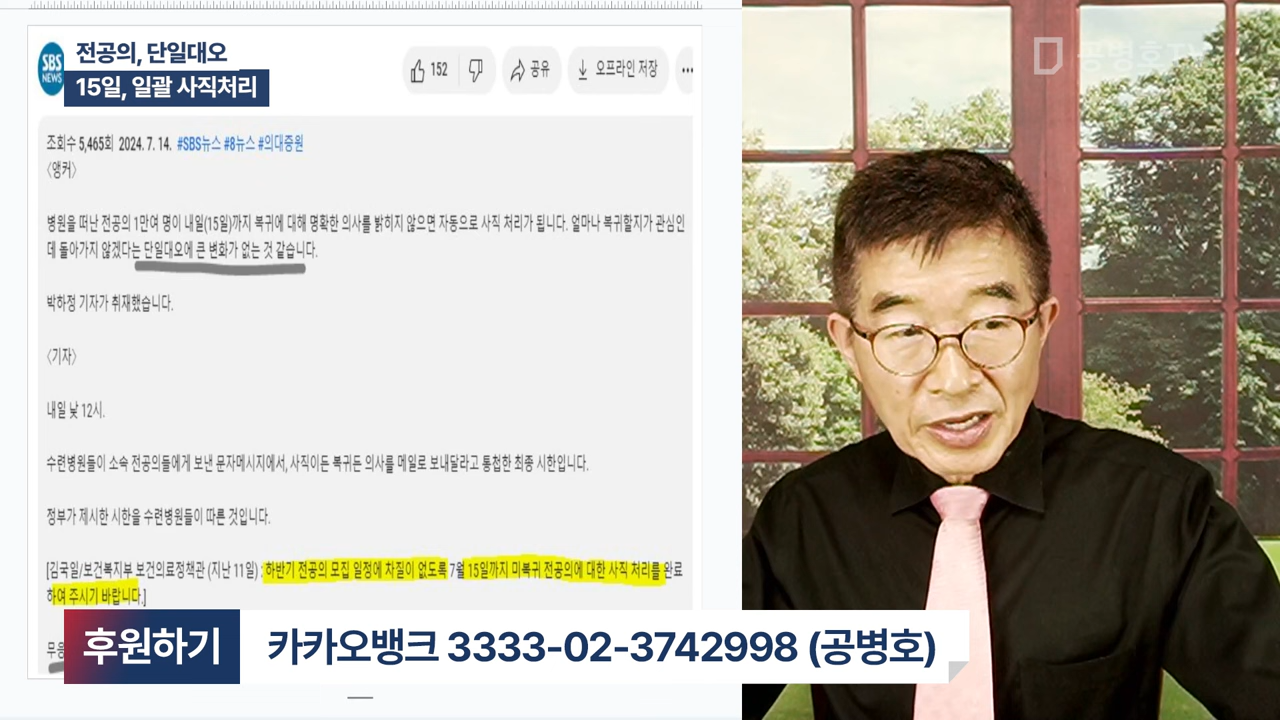 SBS
NEWS
전공의, 단일대오
15일, 일괄 사직처리
152
공유
오프라인 저장
공병호TV
조회수 5,465회 2024. 7. 14. #SBS뉴스 #8뉴스 #의대증원
〈앵커〉
병원을 떠난 전공의 1만여 명이 내일(15일)까지 복귀에 대해 명확한 의사를 밝히지 않으면 자동으로 사직 처리가 됩니다. 얼마나 복귀할지가 관심인
데 돌아가지 않겠다는 단일대오에 큰 변화가 없는 것 같습니다.
박하정 기자가 취재했습니다.
〈기자〉
내일 낮 12시.
수련병원들이 소속 전공의들에게 보낸 문자메시지에서, 사직이든 복귀든 의사를 메일로 보내달라고 통첩한 최종 시한입니다.
정부가 제시한 시한을 수련병원들이 따른 것입니다.
[김국일/보건복지부 보건의료정책관 (지난 11일) : 하반기 전공의 모집 일정에 차질이 없도록 7월 15일까지 미복귀 전공의에 대한 사직 처리를 완료
하여 주시기 바랍니다.]
무응
후원하기
카카오뱅크 3333-02-3742998 (공병호)